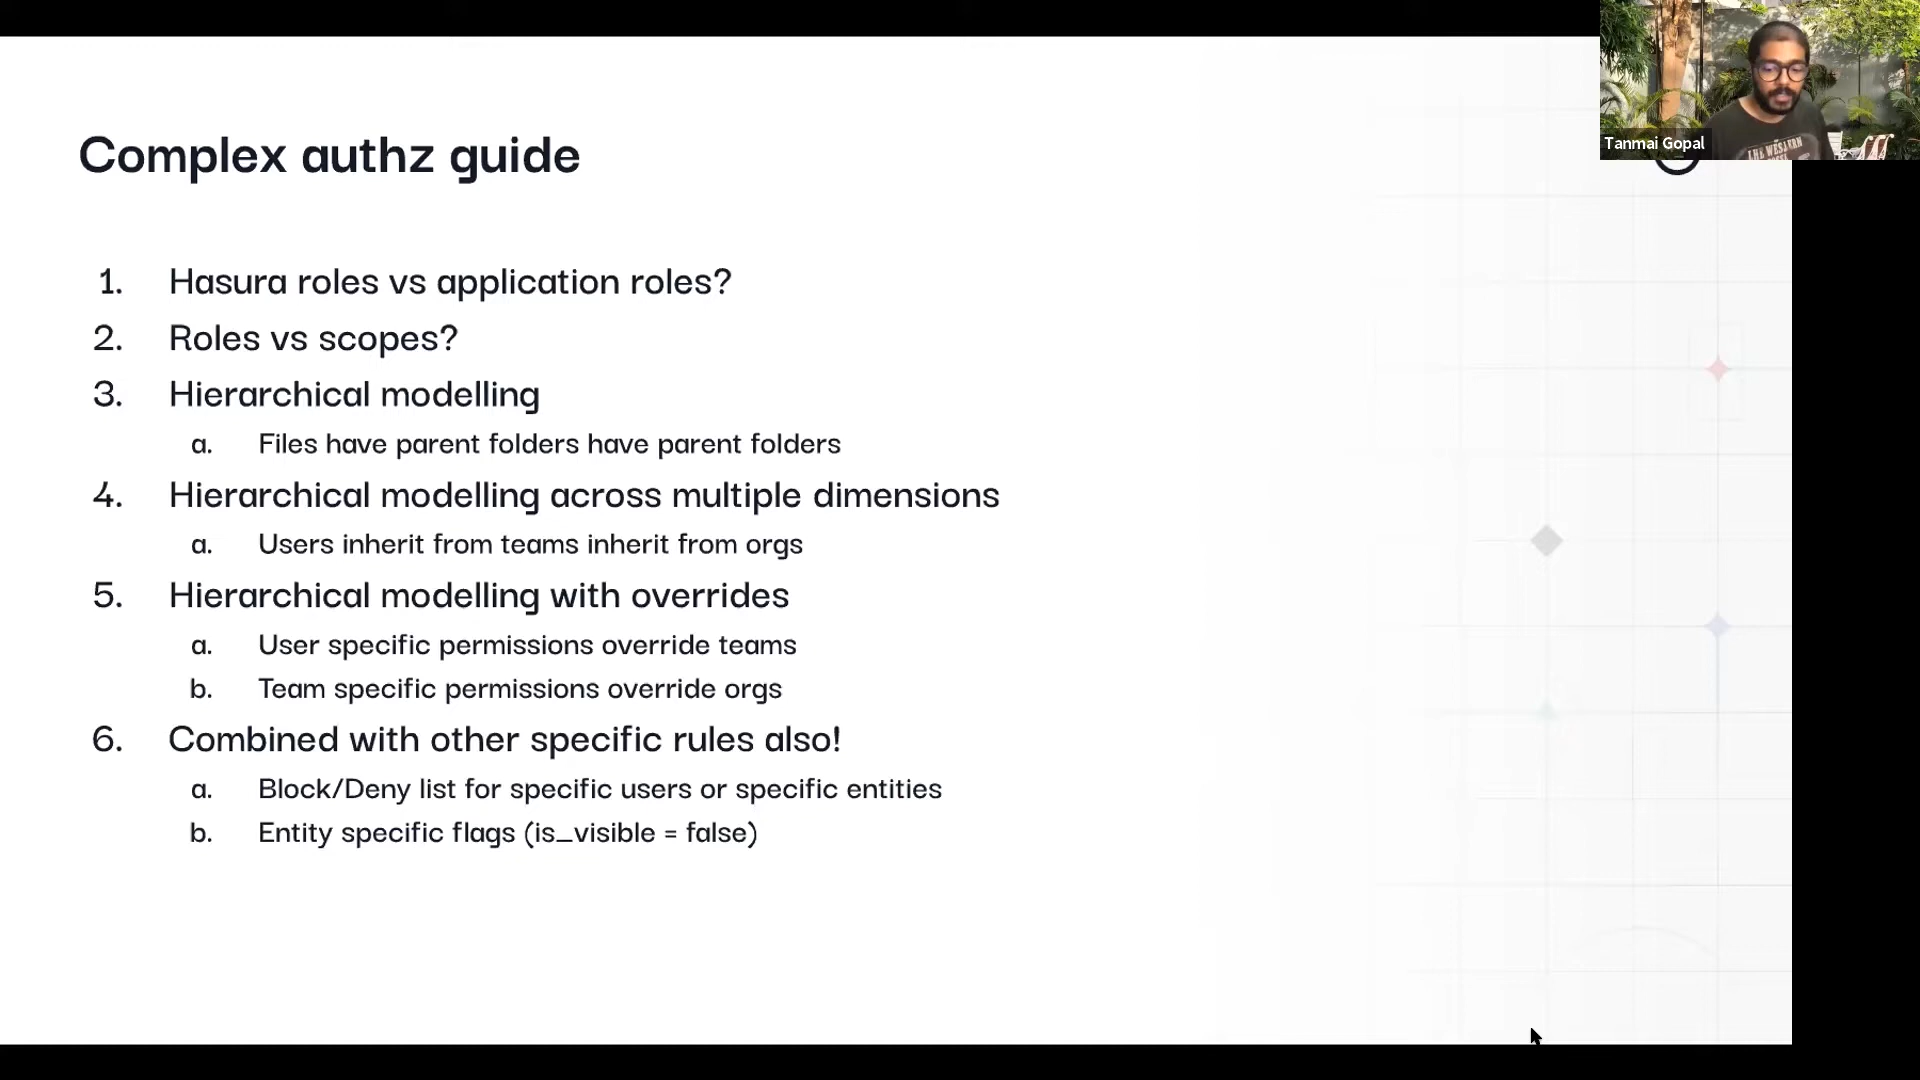 Tanmai Gopal
Complex authz guide
1. Hasura roles vs application roles?
2. Roles vs scopes?
3. Hierarchical modelling
a. Files have parent folders have parent folders
4. Hierarchical modelling across multiple dimensions
a. Users inherit from teams inherit from orgs
5. Hierarchical modelling with overrides
a. User specific permissions override teams
b. Team specific permissions override orgs
6. Combined with other specific rules also!
a. Block/Deny list for specific users or specific entities
b. Entity specific flags (is_visible = false)